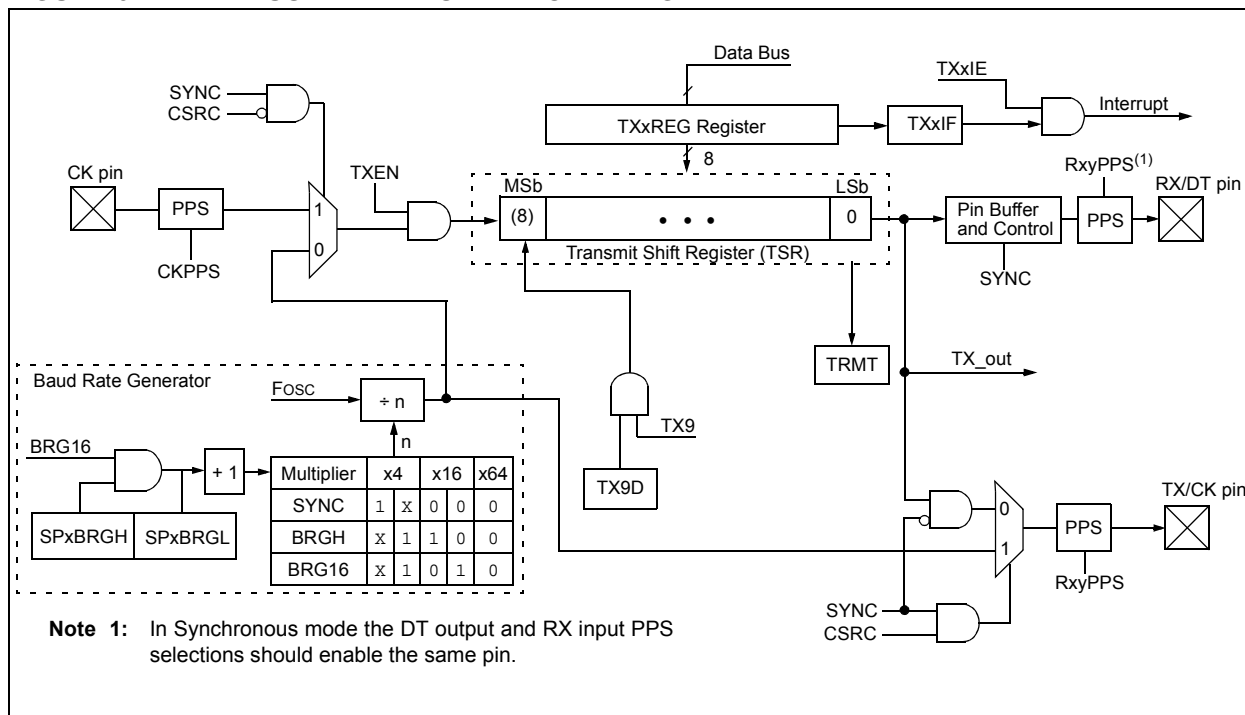 Data Bus
TXxIE
SYNC
CSRC
Interrupt
TXxREG Register
TXxIF
8
RxyPPS(1)
CK pin
TXEN
MSb
LSb
RX/DT pin
PPS
1
0
(8)
• • •
0
Pin Buffer
and Control
PPS
CKPPS
Transmit Shift Register (TSR)
SYNC
TRMT
TX_out
Baud Rate Generator
FOSC
÷ n
n
TX9
TX9D
BRG16
+ 1
Multiplier x4 x16 x64
SYNC 1 X 0 0 0
BRGH X 1 1 0 0
BRG16 X 1 0 1 0
SPxBRGH SPxBRGL
TX/CK pin
0
1
PPS
RxyPPS
SYNC
CSRC
Note 1: In Synchronous mode the DT output and RX input PPS
selections should enable the same pin.